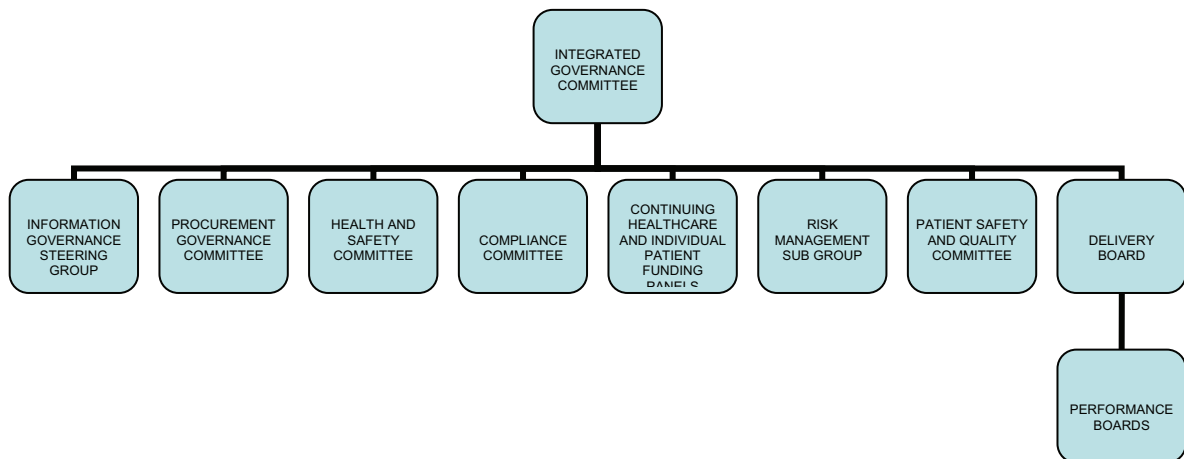 INTEGRATED
GOVERNANCE
COMMITTEE
INFORMATION
GOVERNANCE
STEERING
GROUP
PROCUREMENT
GOVERNANCE
COMMITTEE
HEALTH AND
SAFETY
COMMITTEE
COMPLIANCE
COMMITTEE
CONTINUING
HEALTHCARE
AND INDIVIDUAL
PATIENT
FUNDING
PANELS
RISK
MANAGEMENT
SUB GROUP
PATIENT SAFETY
AND QUALITY
COMMITTEE
DELIVERY
BOARD
PERFORMANCE
BOARDS